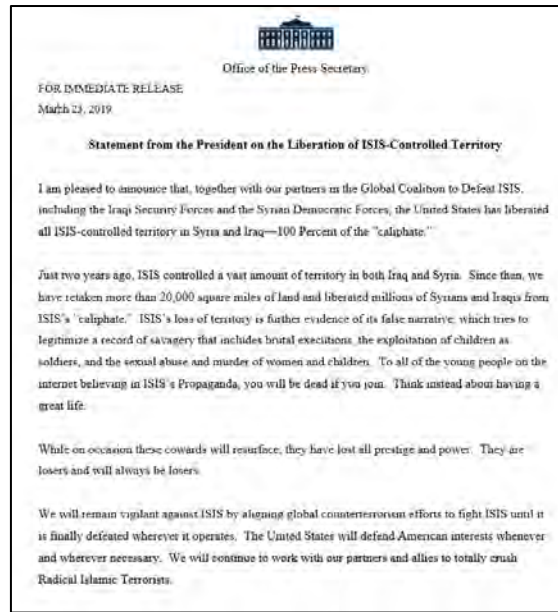 Office of the Press Secretary
FOR IMMEDIATE RELEASE
March 23, 2019
Statement from the President on the Liberation of ISIS-Controlled Territory
I am pleased to announce that, together with our partners in the Global Coalition to Defeat ISIS,
including the Iraqi Security Forces and the Syrian Democratic Forces, the United States has liberated
all ISIS-controlled territory in Syria and Iraq—100 Percent of the "caliphate."
Just two years ago, ISIS controlled a vast amount of territory in both Iraq and Syria. Since than, we
have retaken more than 20,000 square miles of land and liberated millions of Syrians and Iraqis from
ISIS's "caliphate." ISIS's loss of territory is further evidence of its false narrative, which tries to
legitimize a record of savagery that includes brutal executions, the exploitation of children as
soldiers, and the sexual abuse and murder of women and children. To all of the young people on the
internet believing in ISIS's Propaganda, you will be dead if you join. Think instead about having a
great life.
While on occasion these cowards will resurface, they have lost all prestige and power. They are
losers and will always be losers.
We will remain vigilant against ISIS by aligning global counterterrorism efforts to fight ISIS until it
is finally defeated wherever it operates. The United States will defend American interests whenever
and wherever necessary. We will continue to work with our partners and allies to totally crush
Radical Islamic Terrorists.